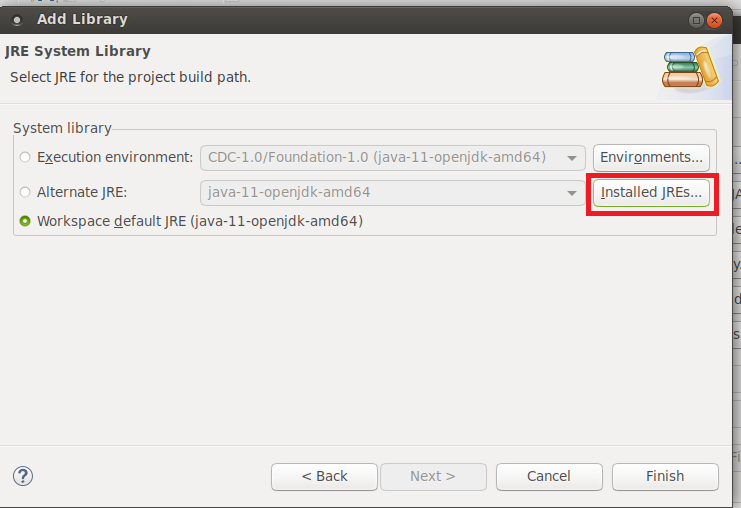 Add Library
JRE System Library
Select JRE for the project build path.
System library
Execution environment: CDC-1.0/Foundation-1.0 (java-11-openjdk-amd64) Environments...
Alternate JRE: java-11-openjdk-amd64 Installed JREs...
Workspace default JRE (java-11-openjdk-amd64)
? < Back Next > Cancel Finish